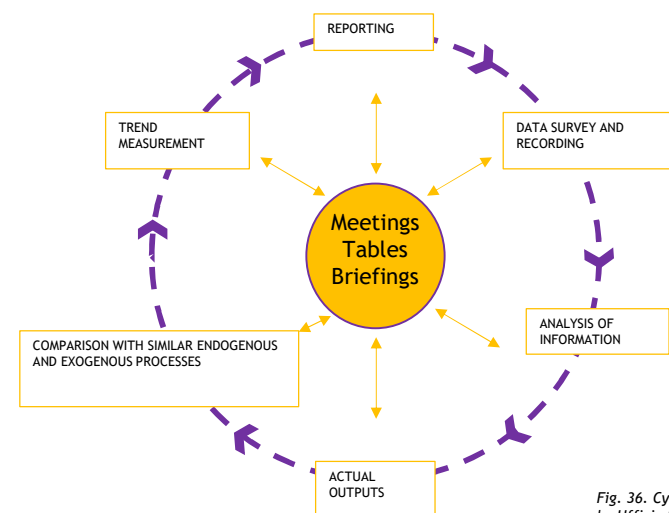 REPORTING
TREND
MEASUREMENT
DATA SURVEY AND
RECORDING
Meetings
Tables
Briefings
COMPARISON WITH SIMILAR ENDOGENOUS
AND EXOGENOUS PROCESSES
ANALYSIS OF
INFORMATION
ACTUAL
OUTPUTS
Fig. 36. Cy